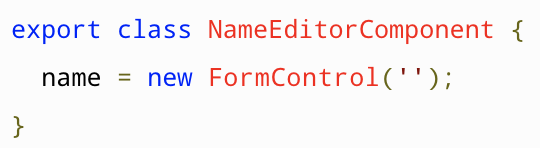 export class NameEditorComponent {
  name = new FormControl('');
}